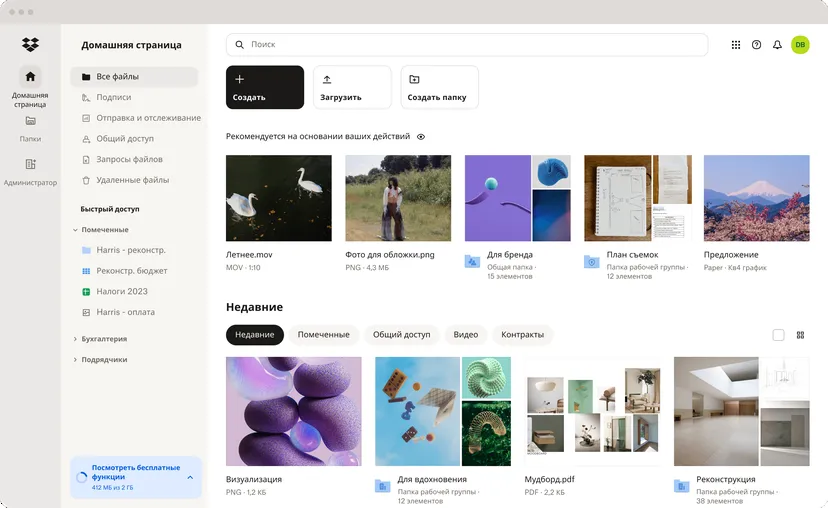 Домашняя страница
Папки
Администратор
Домашняя страница
Все файлы
Подписи
Отправка и отслеживание
Общий доступ
Запросы файлов
Удаленные файлы
Быстрый доступ
Помеченные
Harris - реконстр.
Реконстр. бюджет
Налоги 2023
Harris - оплата
Бухгалтерия
Подрядчики
Посмотреть бесплатные
функции
412 МБ из 2 ГБ
Поиск
DB
Создать
Загрузить
Создать папку
Рекомендуется на основании ваших действий
Летнее.mov
MOV · 1:10
Фото для обложки.png
PNG · 4,3 МБ
Для бренда
Общая папка ·
15 элементов
План съемок
Папка рабочей группы ·
12 элементов
Предложение
Paper · Кв4 график
Недавние
Недавние
Помеченные
Общий доступ
Видео
Контракты
Визуализация
PNG · 1,2 КБ
Для вдохновения
Папка рабочей группы ·
12 элементов
Мудборд.pdf
PDF · 2,2 КБ
Реконструкция
Папка рабочей группы ·
38 элементов